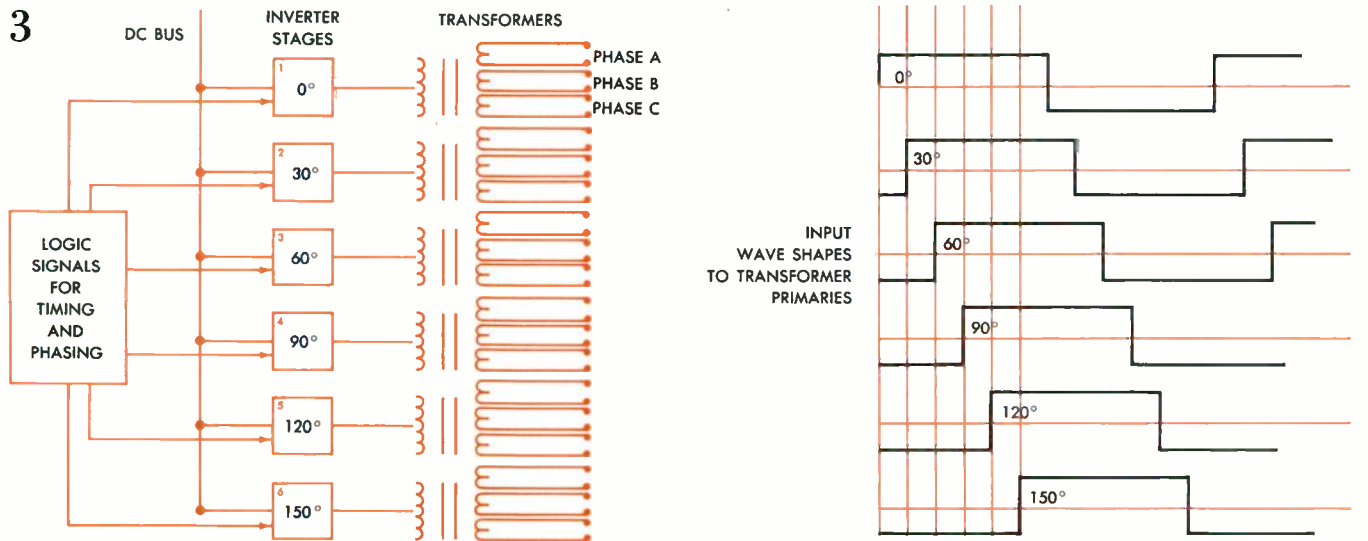 3
DC BUS
INVERTER
STAGES
TRANSFORMERS
1
0°
PHASE A
PHASE B
PHASE C
2
30°
3
60°
4
90°
5
120°
6
150°
LOGIC
SIGNALS
FOR
TIMING
AND
PHASING
INPUT
WAVE SHAPES
TO TRANSFORMER
PRIMARIES
0°
30°
60°
90°
120°
150°